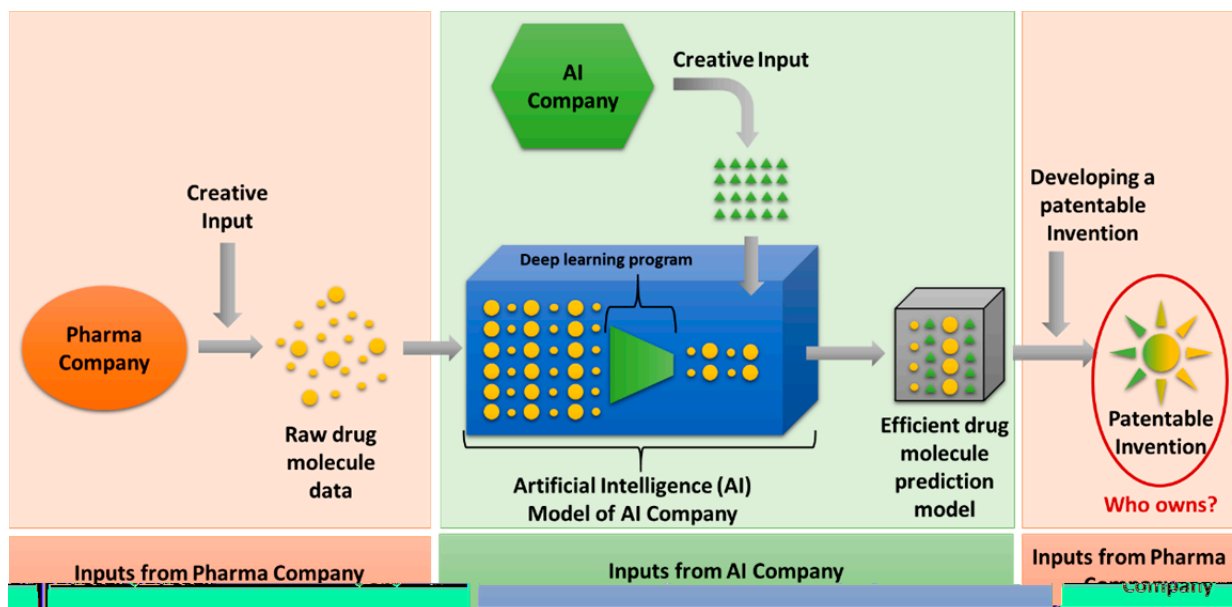 AI
Company
Creative Input
Creative
Input
Developing a
patentable
Invention
Deep learning program
Pharma
Company
Raw drug
molecule
data
Artificial Intelligence (AI)
Model of AI Company
Efficient drug
molecule
prediction
model
Patentable
Invention
Who owns?
Inputs from Pharma Company
Inputs from AI Company
Inputs from Pharma
Company